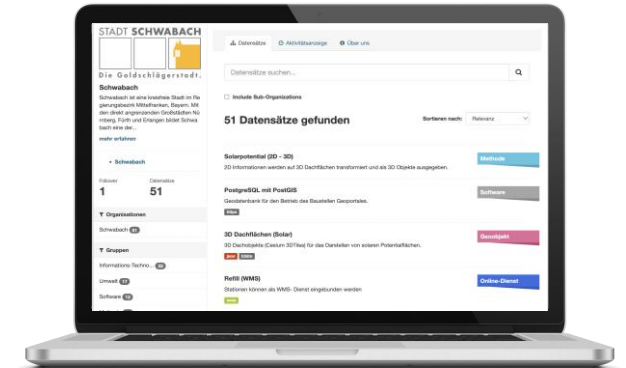 STADT SCHWABACH
Die Goldschlägerstadt.
Schwabach
Schwabach ist eine kreisfreie Stadt im Re
gierungsbezirk Mittelfranken, Bayern. Mit
den direkt angrenzenden Großstädten Nü
rnberg, Fürth und Erlangen bildet Schwa
bach eine der...
mehr erfahren
Schwabach
Follower
Datensätze
1
51
Organisationen
Schwabach 51
Gruppen
Informations-Techno...
Umwelt
Software
Datensätze
Aktivitätsanzeige
Über uns
Datensätze suchen...
Include Sub-Organizations
51 Datensätze gefunden
Sortieren nach:
Relevanz
Solarpotential (2D - 3D)
2D Informationen werden auf 3D Dachflächen transformiert und als 3D Objekte ausgegeben.
Methode
PostgreSQL mit PostGIS
Geodatenbank für den Betrieb des Baustellen Geoportales.
Software
3D Dachflächen (Solar)
3D Dachobjekte (Cesium 3DTiles) für das Darstellen von solaren Potentialflächen.
Geoobjekt
Refill (WMS)
Stationen können als WMS- Dienst eingebunden werden
Online-Dienst